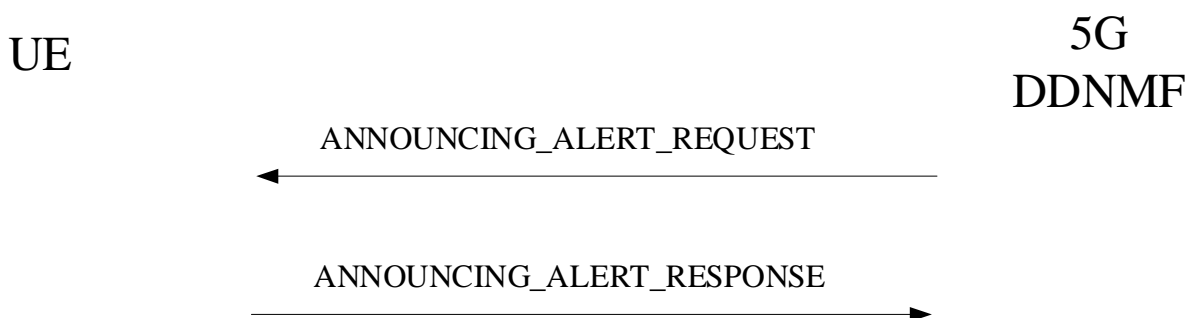 UE
5G
DDNMF
ANNOUNCING_ALERT_REQUEST
ANNOUNCING_ALERT_RESPONSE